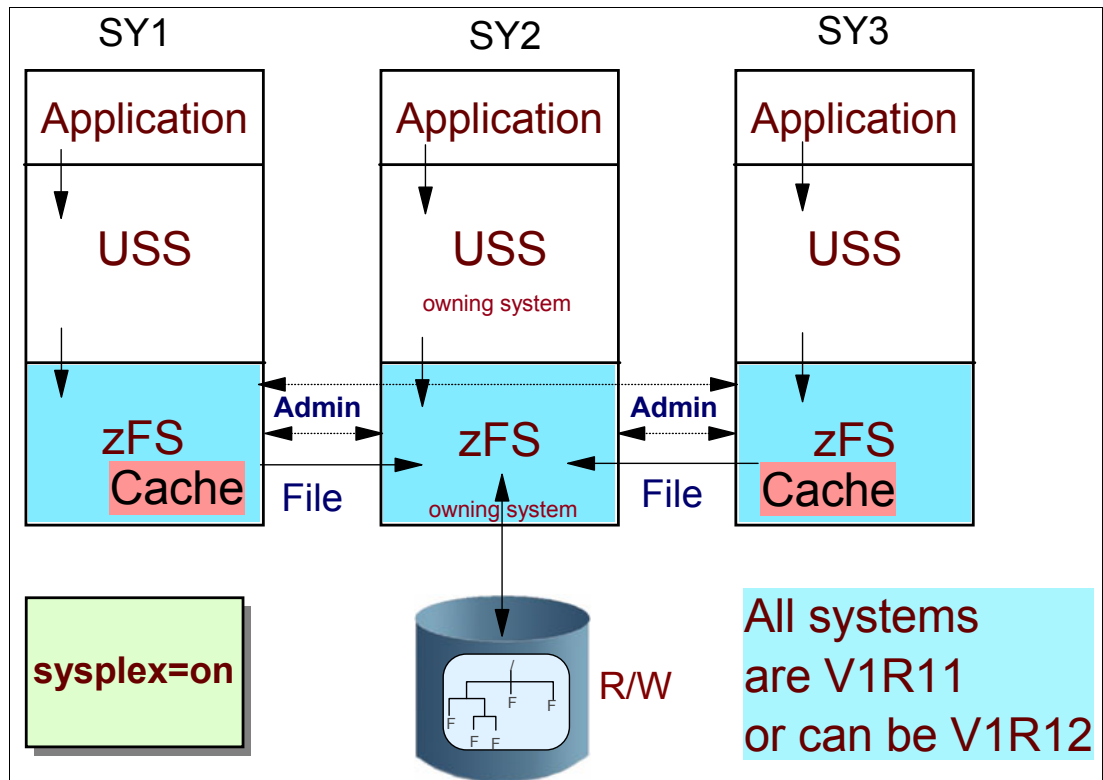 SY1
SY2
SY3
Application
Application
Application
USS
USS
USS
owning system
Admin
Admin
zFS
zFS
zFS
Cache
Cache
File
File
owning system
sysplex=on
/
F
F
F
F
F
R/W
All systems
are V1R11
or can be V1R12